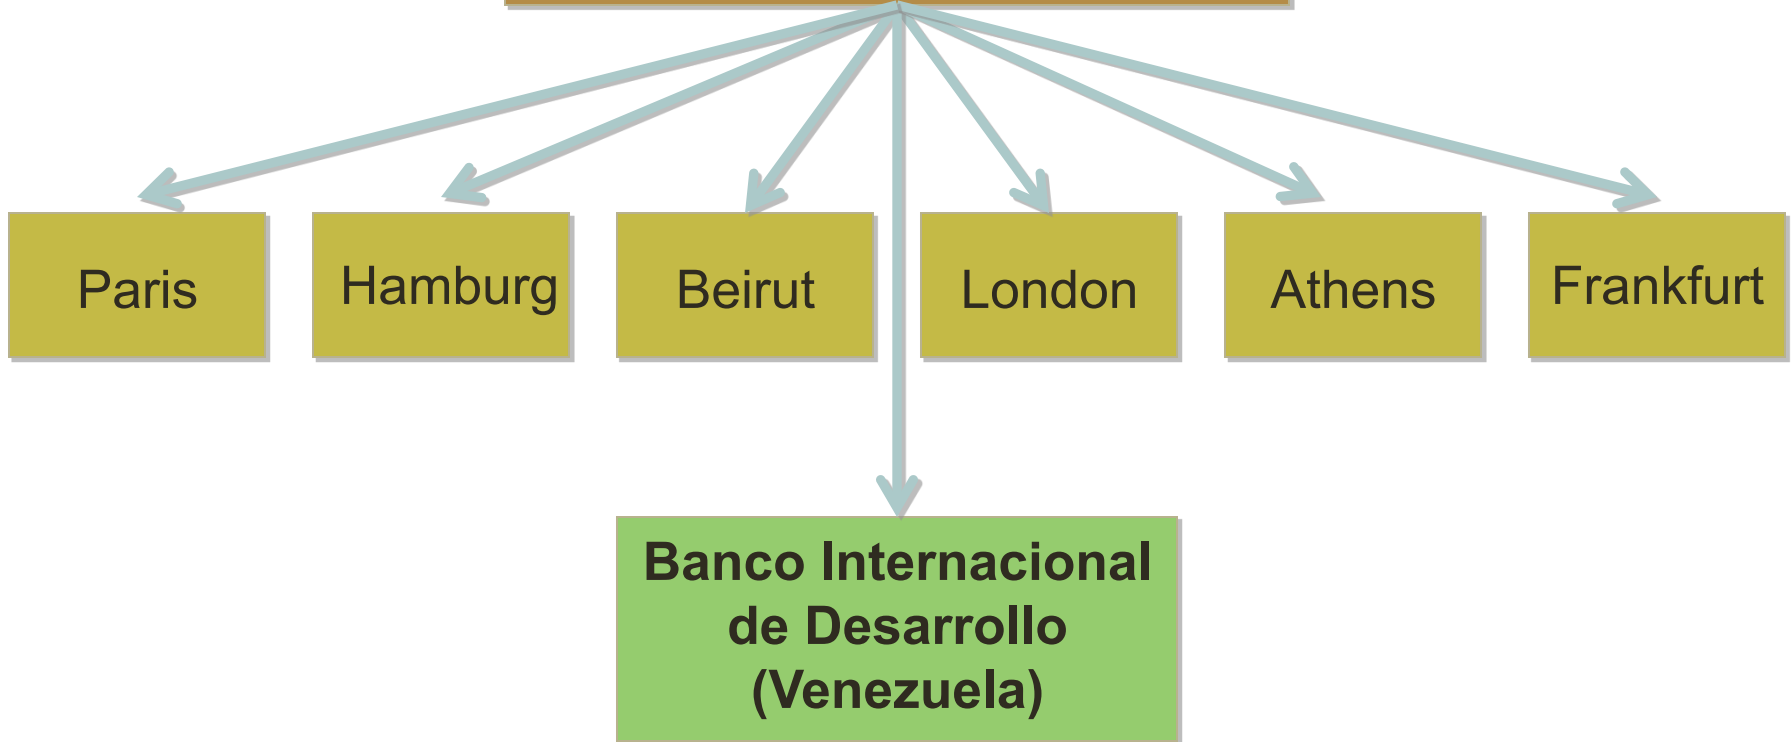 Paris
Hamburg
Beirut
London
Athens
Frankfurt
Banco Internacional
de Desarrollo
(Venezuela)